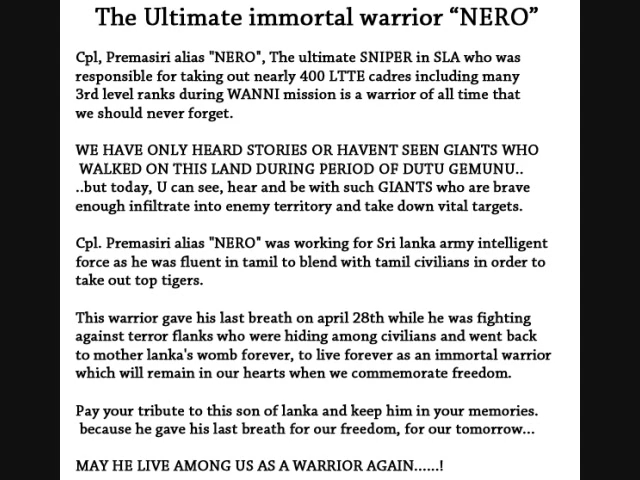 The Ultimate immortal warrior “NERO”
Cpl, Premasiri alias "NERO", The ultimate SNIPER in SLA who was
responsible for taking out nearly 400 LTTE cadres including many
3rd level ranks during WANNI mission is a warrior of all time that
we should never forget.
WE HAVE ONLY HEARD STORIES OR HAVENT SEEN GIANTS WHO
WALKED ON THIS LAND DURING PERIOD OF DUTU GEMUNU..
..but today, U can see, hear and be with such GIANTS who are brave
enough infiltrate into enemy territory and take down vital targets.
Cpl. Premasiri alias "NERO" was working for Sri lanka army intelligent
force as he was fluent in tamil to blend with tamil civilians in order to
take out top tigers.
This warrior gave his last breath on april 28th while he was fighting
against terror flanks who were hiding among civilians and went back
to mother lanka's womb forever, to live forever as an immortal warrior
which will remain in our hearts when we commemorate freedom.
Pay your tribute to this son of lanka and keep him in your memories.
because he gave his last breath for our freedom, for our tomorrow...
MAY HE LIVE AMONG US AS A WARRIOR AGAIN......!